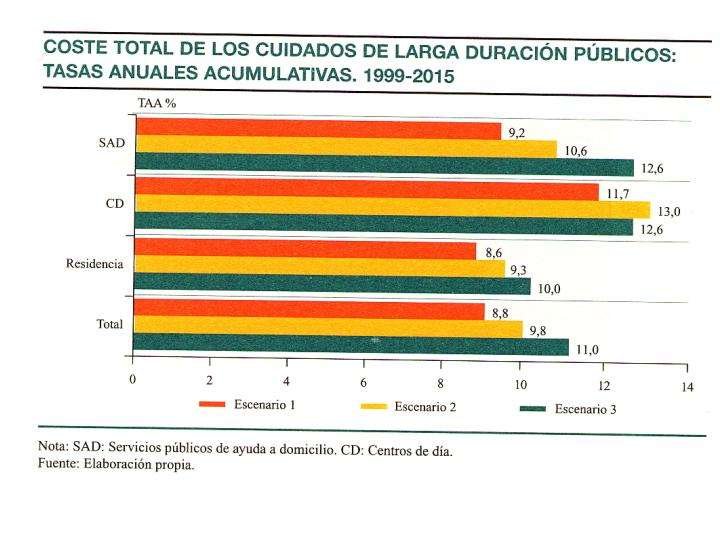 COSTE TOTAL DE LOS CUIDADOS DE LARGA DURACIÓN PÚBLICOS:
TASAS ANUALES ACUMULATIVAS. 1999-2015
TAA %
SAD
9,2
10,6
12,6
CD
11,7
13,0
12,6
Residencia
8,6
9,3
10,0
Total
8,8
9,8
11,0
0 2 4 6 8 10 12 14
Escenario 1 Escenario 2 Escenario 3
Nota: SAD: Servicios públicos de ayuda a domicilio. CD: Centros de día.
Fuente: Elaboración propia.